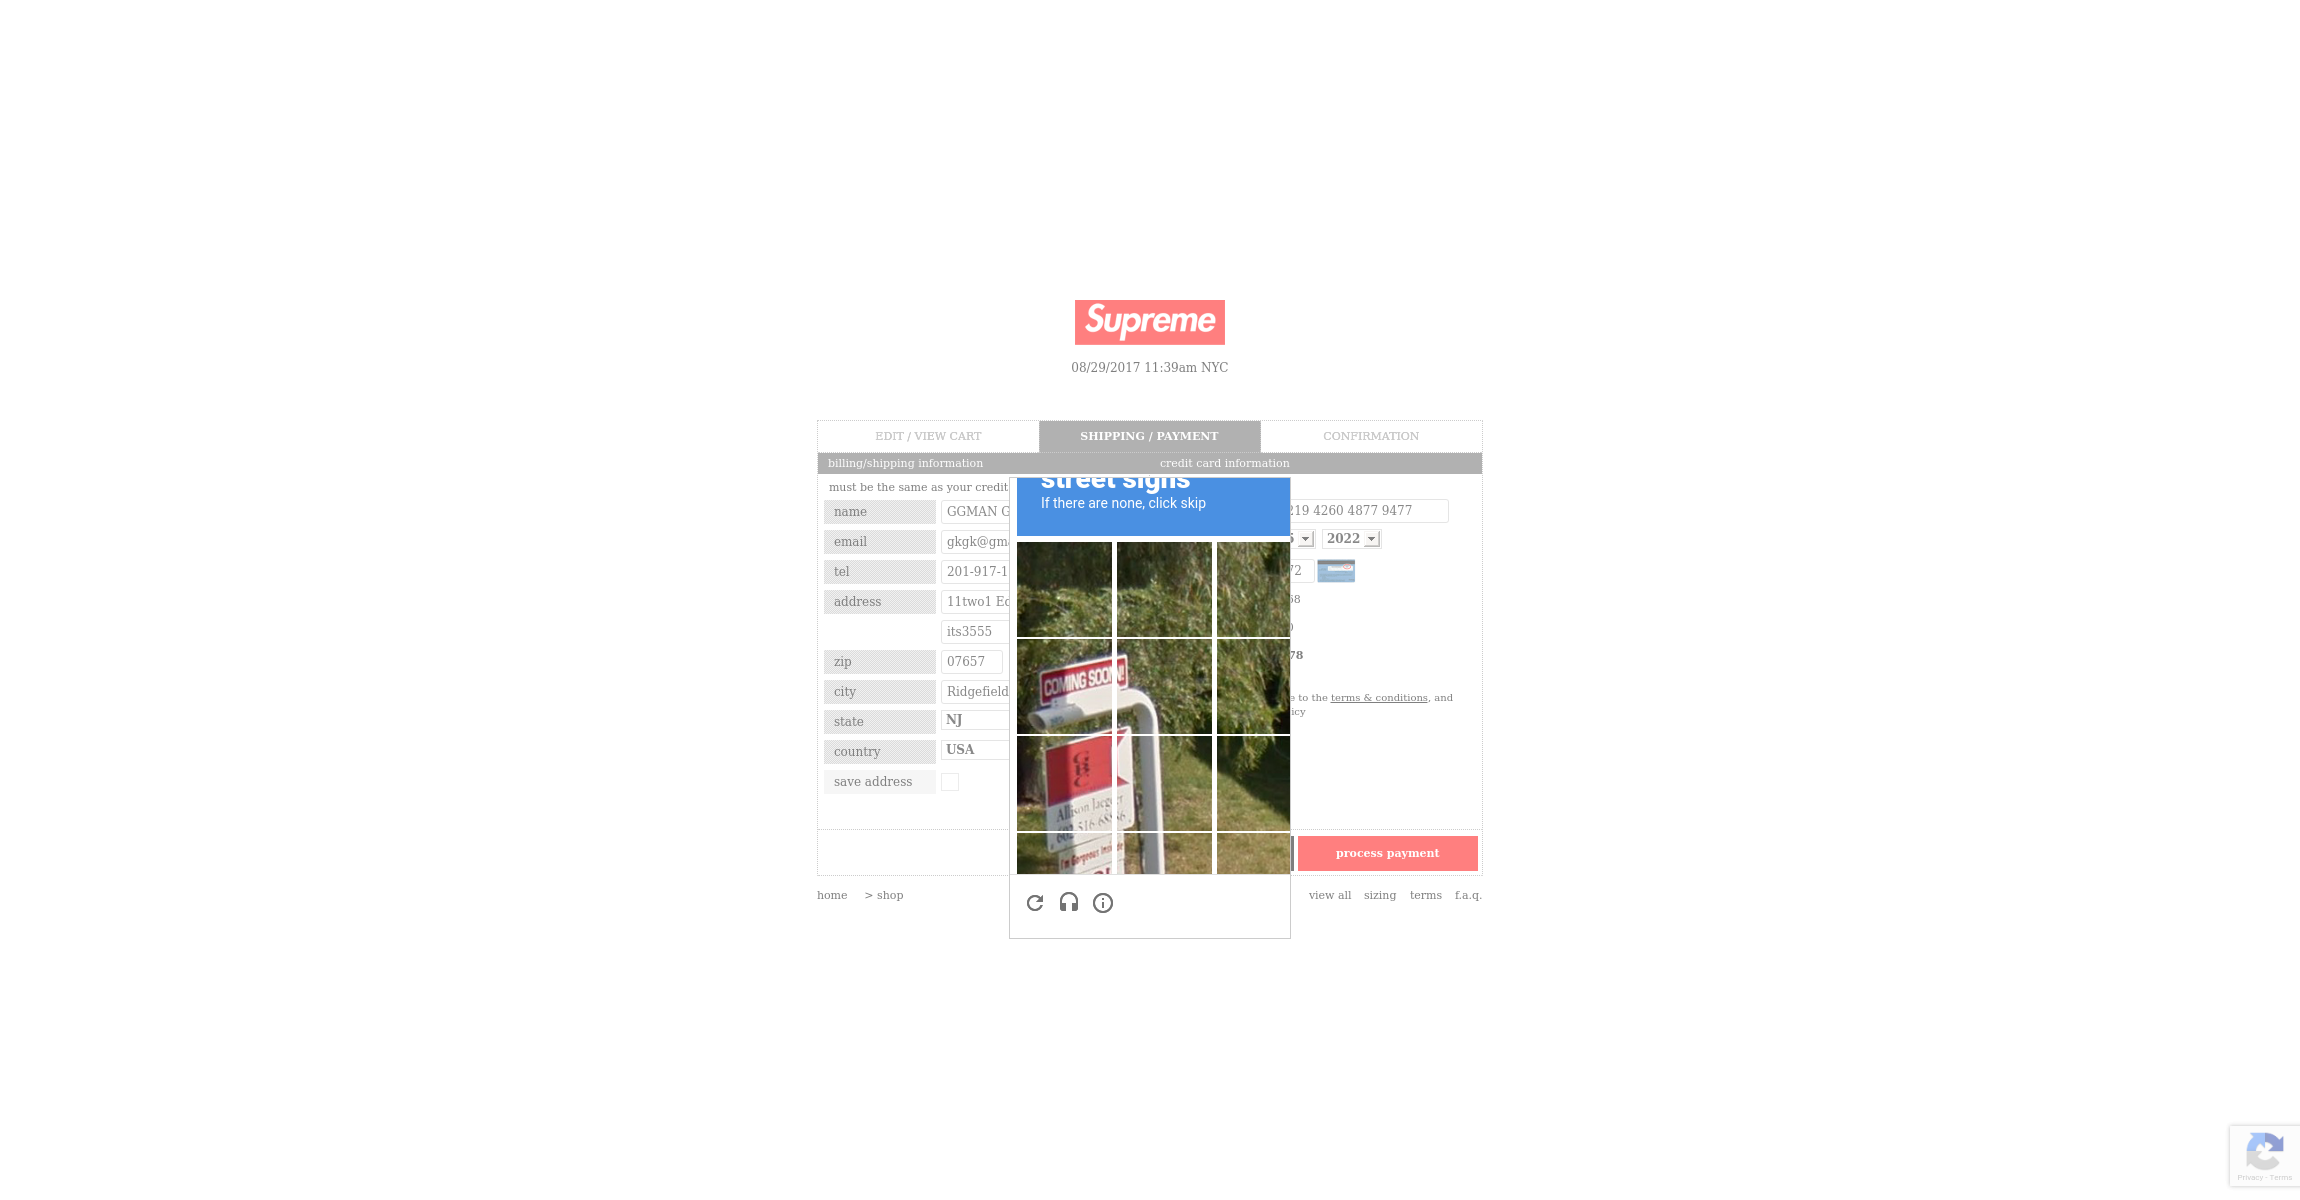 Supreme
08/29/2017 11:39am NYC
EDIT / VIEW CART SHIPPING / PAYMENT CONFIRMATION
billing/shipping information credit card information
must be the same as your credit
street signs
If there are none, click skip
name GGMAN G 219 4260 4877 9477
email gkgk@gm 2022
tel 201-917-1 72
address 11two1 Ed 68
its3555
zip 07657 78
COMING SOON!
city Ridgefield e to the terms & conditions, and
state NJ icy
country USA
save address
Allison Jaeger
I'm Gorgeous Inside
process payment
home > shop view all sizing terms f.a.q.
Privacy - Terms